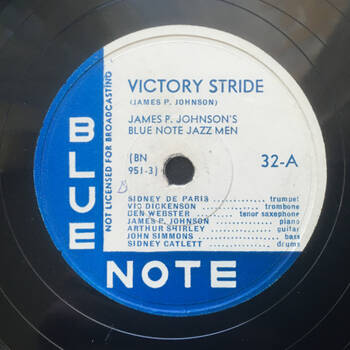 VICTORY STRIDE
(JAMES P. JOHNSON)
JAMES P. JOHNSON'S
BLUE NOTE JAZZ MEN
(BN
951-3)
32-A
SIDNEY DE PARIS trumpet
VIC DICKENSON trombone
BEN WEBSTER tenor saxophone
JAMES P. JOHNSON piano
ARTHUR SHIRLEY guitar
JOHN SIMMONS bass
SIDNEY CATLETT drums
NOT LICENSED FOR BROADCASTING
BLUE
NOTE